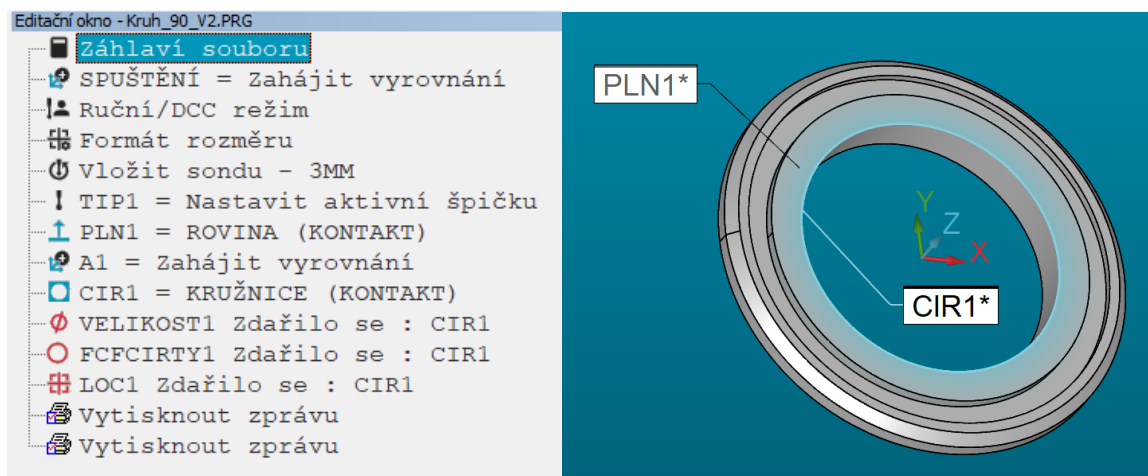 Editační okno - Kruh_90_V2.PRG
Záhlaví souboru
SPUŠTĚNÍ = Zahájit vyrovnání
Ruční/DCC režim
Formát rozměru
Vložit sondu - 3MM
TIP1 = Nastavit aktivní špičku
PLN1 = ROVINA (KONTAKT)
A1 = Zahájit vyrovnání
CIR1 = KRUŽNICE (KONTAKT)
VELIKOST1 Zdařilo se : CIR1
FCFCIRTY1 Zdařilo se : CIR1
LOC1 Zdařilo se : CIR1
Vytisknout zprávu
Vytisknout zprávu
PLN1*
Y
Z
X
CIR1*